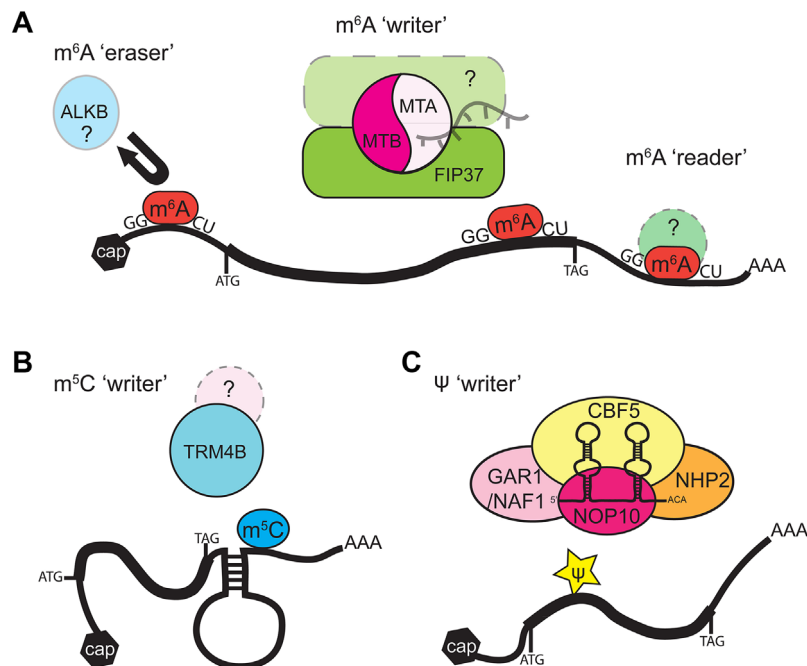 A
m⁶A 'writer'
m⁶A 'eraser'
ALKB
?
?
MTA
MTB
FIP37
m⁶A 'reader'
?
GG m⁶A CU
GG m⁶A CU
GG m⁶A CU
cap
ATG
TAG
AAA
B
m⁵C 'writer'
?
TRM4B
m⁵C
TAG
AAA
ATG
cap
C
Ψ 'writer'
CBF5
GAR1
/NAF1
NHP2
5'
ACA
NOP10
AAA
Ψ
TAG
cap
ATG